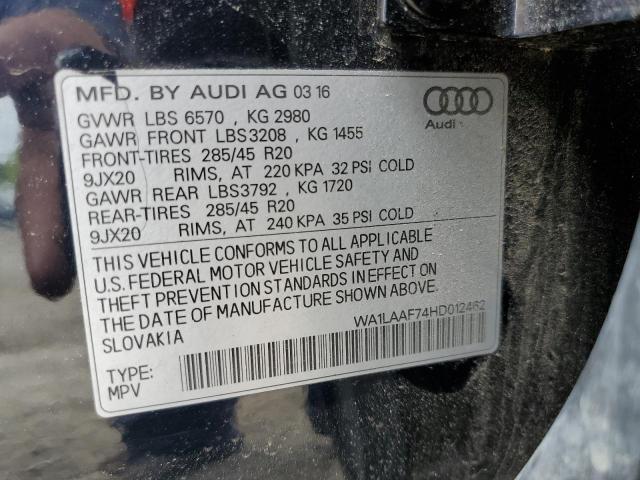 MFD. BY AUDI AG 03 16
GVWR LBS 6570 , KG 2980
GAWR FRONT LBS3208 , KG 1455
FRONT-TIRES 285/45 R20
9JX20 RIMS, AT 220 KPA 32 PSI COLD
GAWR REAR LBS3792 , KG 1720
REAR-TIRES 285/45 R20
9JX20 RIMS, AT 240 KPA 35 PSI COLD
Audi
THIS VEHICLE CONFORMS TO ALL APPLICABLE
U.S. FEDERAL MOTOR VEHICLE SAFETY AND
THEFT PREVENTION STANDARDS IN EFFECT ON
THE DATE OF MANUFACTURE SHOWN ABOVE.
SLOVAKIA
WA1LAAF74HD012462
TYPE:
MPV